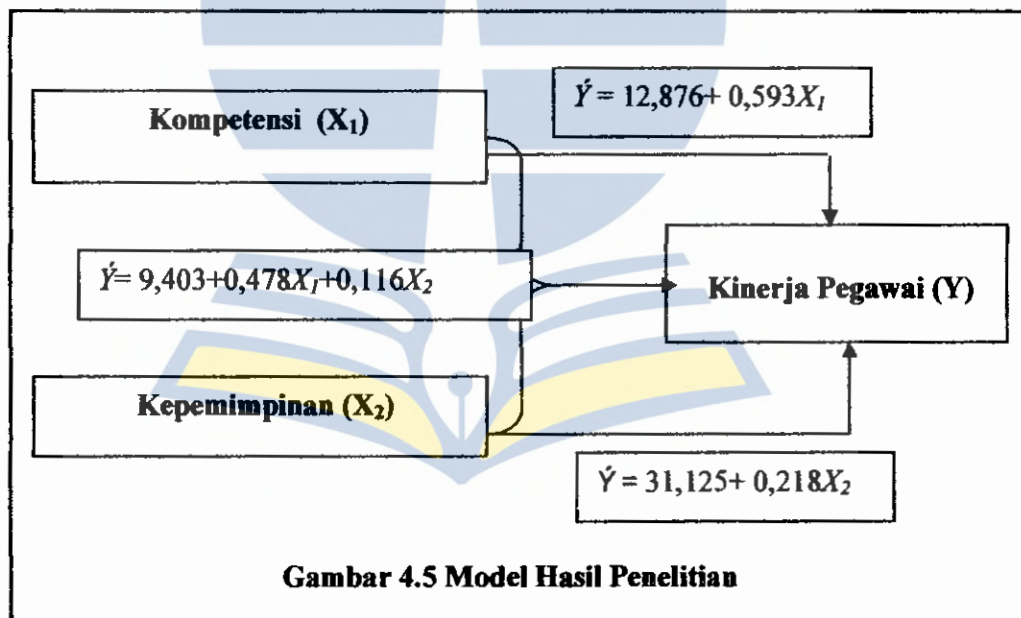 Kompetensi (X₁)
Ý = 12,876+ 0,593X₁
Ý= 9,403+0,478X₁+0,116X₂
Kinerja Pegawai (Y)
Kepemimpinan (X₂)
Ý = 31,125+ 0,218X₂
Gambar 4.5 Model Hasil Penelitian